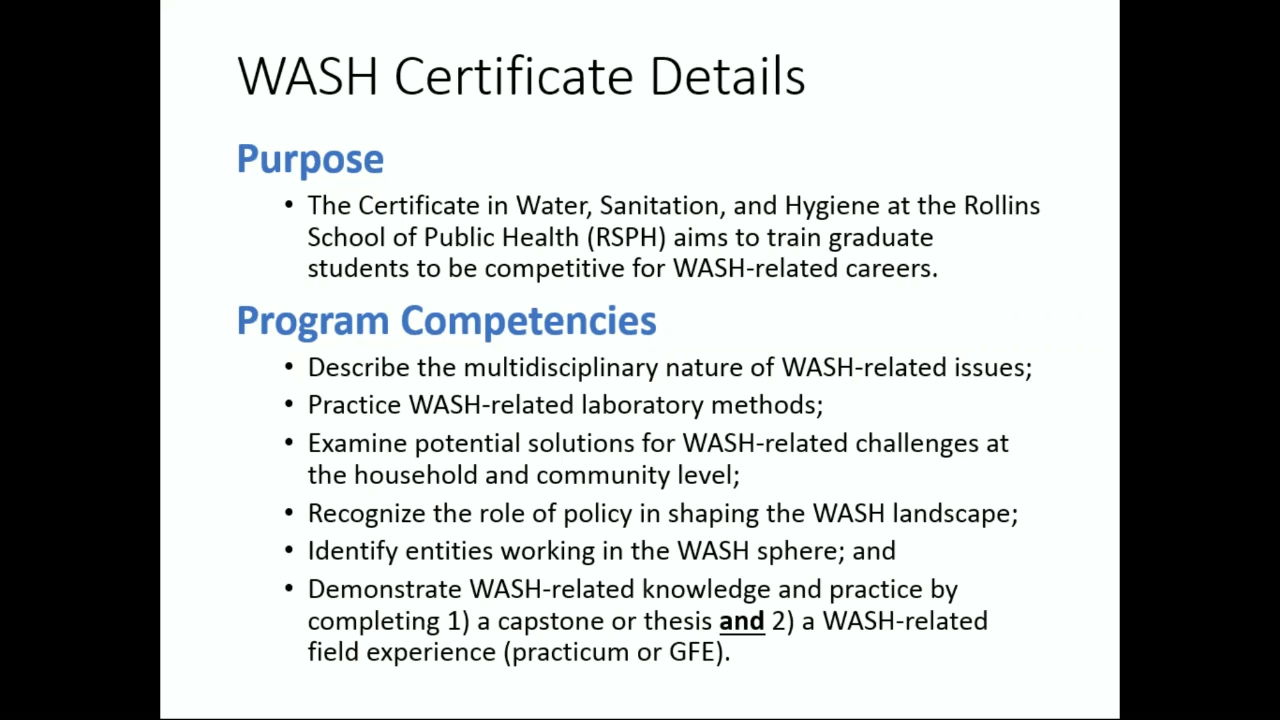 WASH Certificate Details
Purpose
• The Certificate in Water, Sanitation, and Hygiene at the Rollins
School of Public Health (RSPH) aims to train graduate
students to be competitive for WASH-related careers.
Program Competencies
• Describe the multidisciplinary nature of WASH-related issues;
• Practice WASH-related laboratory methods;
• Examine potential solutions for WASH-related challenges at
the household and community level;
• Recognize the role of policy in shaping the WASH landscape;
• Identify entities working in the WASH sphere; and
• Demonstrate WASH-related knowledge and practice by
completing 1) a capstone or thesis and 2) a WASH-related
field experience (practicum or GFE).